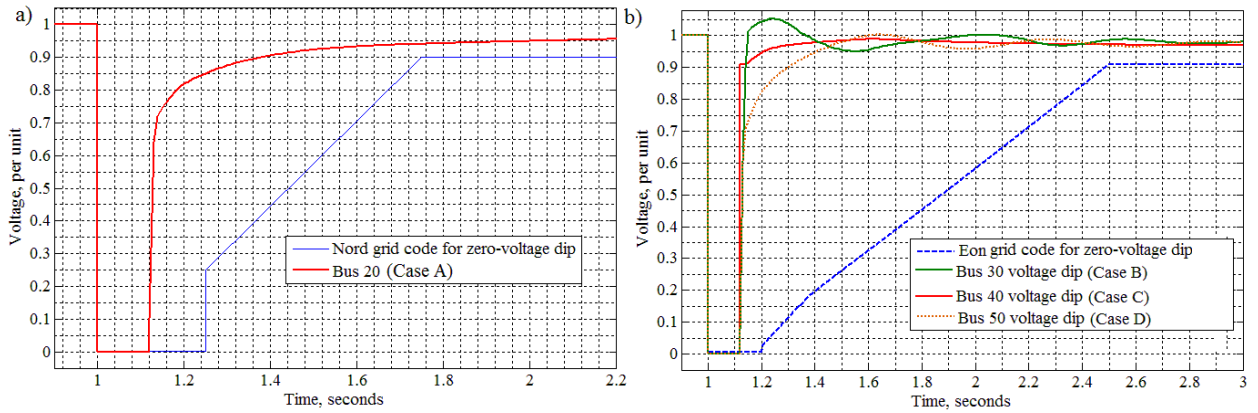 a)
1
0.9
0.8
0.7
0.6
0.5
0.4
0.3
0.2
0.1
0
Voltage, per unit
Nord grid code for zero-voltage dip
Bus 20 (Case A)
1 1.2 1.4 1.6 1.8 2 2.2
Time, seconds
b)
1
0.9
0.8
0.7
0.6
0.5
0.4
0.3
0.2
0.1
0
Voltage, per unit
Eon grid code for zero-voltage dip
Bus 30 voltage dip (Case B)
Bus 40 voltage dip (Case C)
Bus 50 voltage dip (Case D)
1 1.2 1.4 1.6 1.8 2 2.2 2.4 2.6 2.8 3
Time, seconds